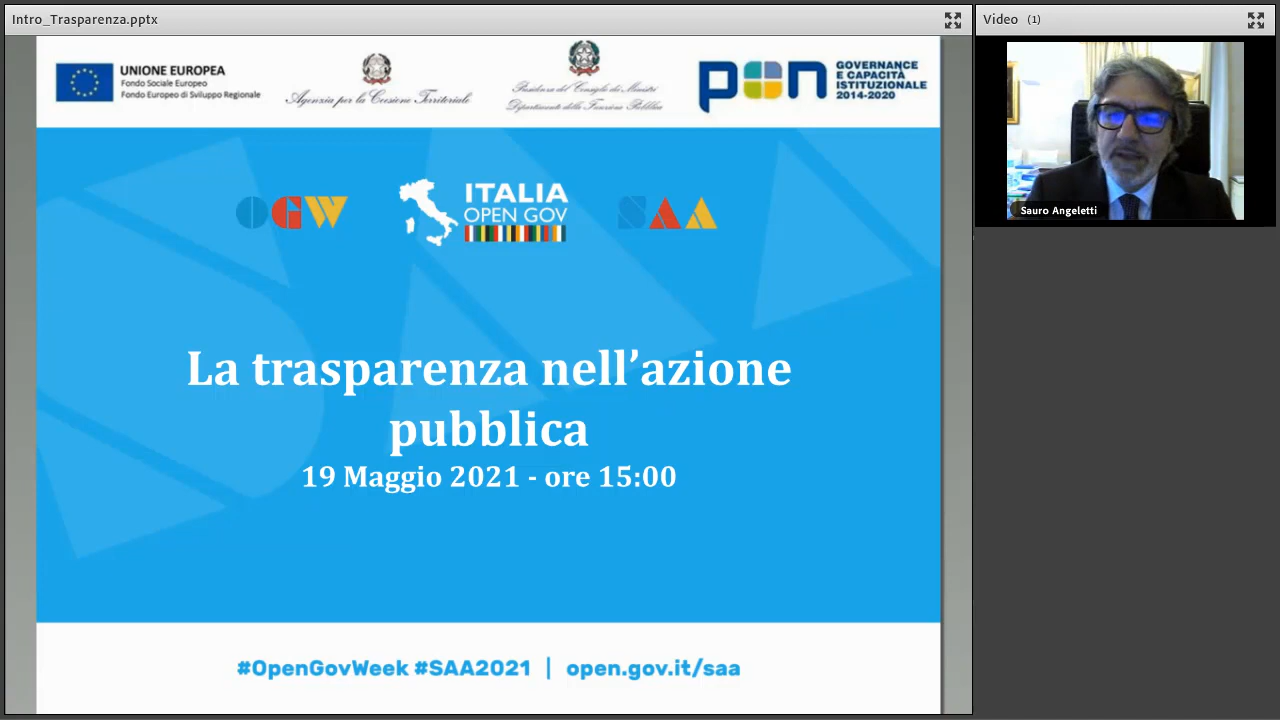 Intro_Trasparenza.pptx
Video (1)
UNIONE EUROPEA
Fondo Sociale Europeo
Fondo Europeo di Sviluppo Regionale
Agenzia per la Coesione Territoriale
Presidenza del Consiglio dei Ministri
Dipartimento della Funzione Pubblica
pon
GOVERNANCE
E CAPACITÀ
ISTITUZIONALE
2014-2020
OGW
ITALIA
OPEN GOV
SAA
La trasparenza nell’azione
pubblica
19 Maggio 2021 - ore 15:00
#OpenGovWeek #SAA2021 | open.gov.it/saa
Sauro Angeletti